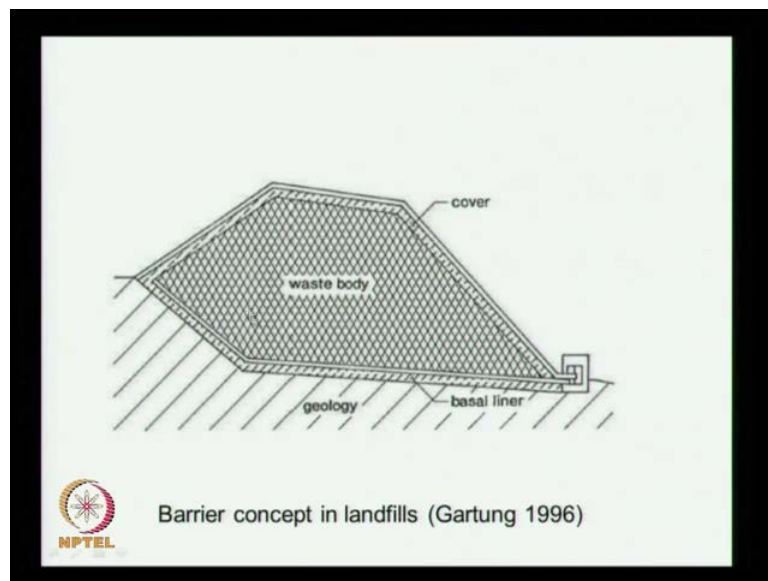 cover
waste body
geology
basal liner
Barrier concept in landfills (Gartung 1996)
NPTEL